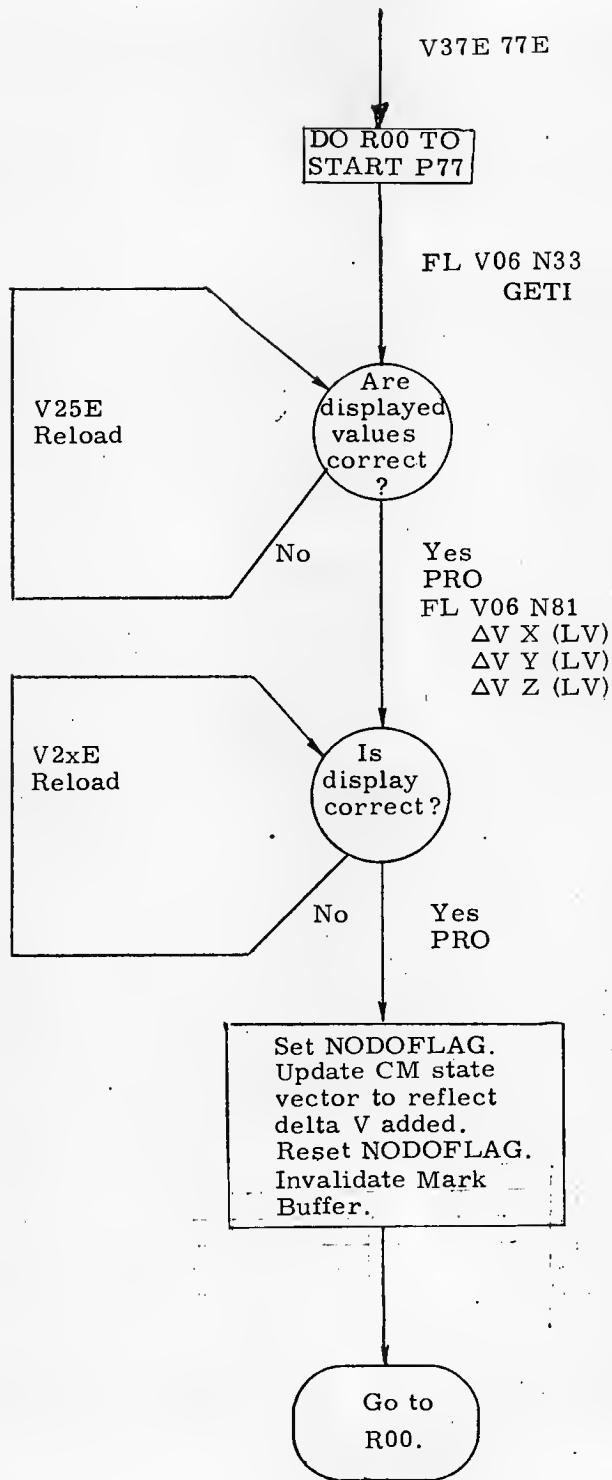 V37E 77E
DO R00 TO
START P77
FL V06 N33
GETI
Are
displayed
values
correct
?
V25E
Reload
No
Yes
PRO
FL V06 N81
ΔV X (LV)
ΔV Y (LV)
ΔV Z (LV)
Is
display
correct?
V2xE
Reload
No
Yes
PRO
Set NODOFLAG.
Update CM state
vector to reflect
delta V added.
Reset NODOFLAG.
Invalidate Mark
Buffer.
Go to
R00.